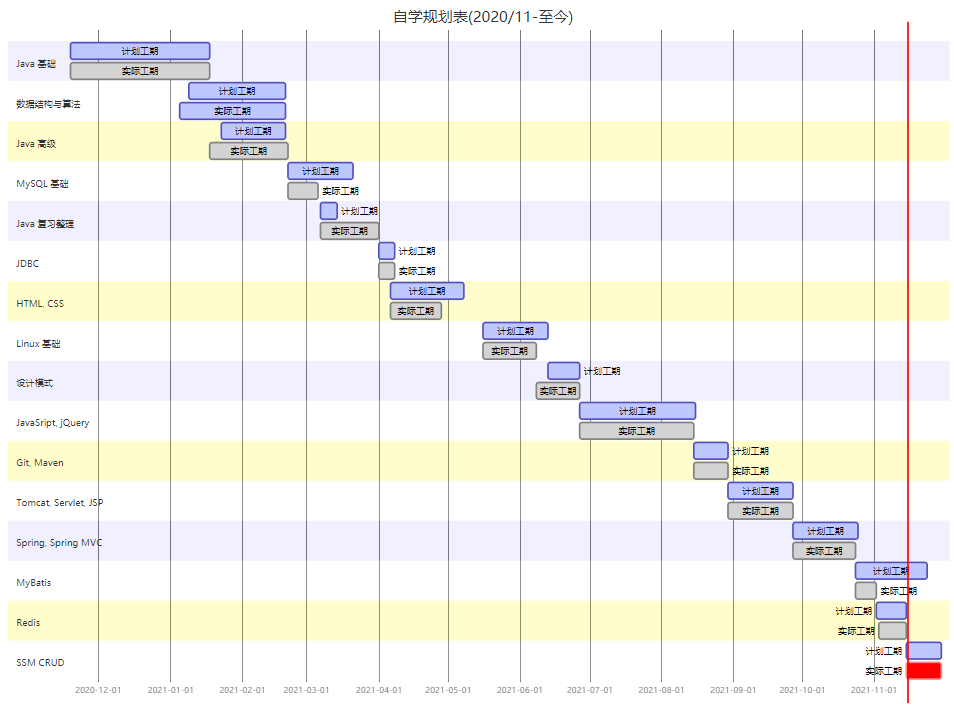 自学规划表(2020/11-至今)
Java 基础
计划工期
实际工期
数据结构与算法
计划工期
实际工期
Java 高级
计划工期
实际工期
MySQL 基础
计划工期
实际工期
Java 复习整理
计划工期
实际工期
JDBC
计划工期
实际工期
HTML, CSS
计划工期
实际工期
Linux 基础
计划工期
实际工期
设计模式
计划工期
实际工期
JavaSript, jQuery
计划工期
实际工期
Git, Maven
计划工期
实际工期
Tomcat, Servlet, JSP
计划工期
实际工期
Spring, Spring MVC
计划工期
实际工期
MyBatis
计划工期
实际工期
Redis
计划工期
实际工期
SSM CRUD
计划工期
实际工期
2020-12-01 2021-01-01 2021-02-01 2021-03-01 2021-04-01 2021-05-01 2021-06-01 2021-07-01 2021-08-01 2021-09-01 2021-10-01 2021-11-01